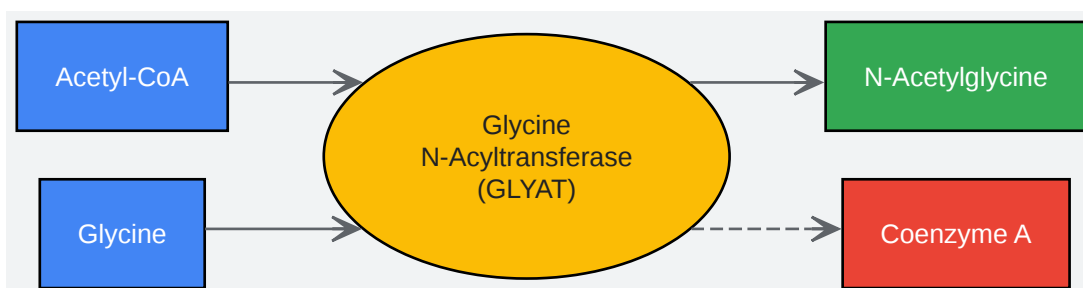 Acetyl-CoA
N-Acetylglycine
Glycine
N-Acyltransferase
(GLYAT)
Glycine
Coenzyme A